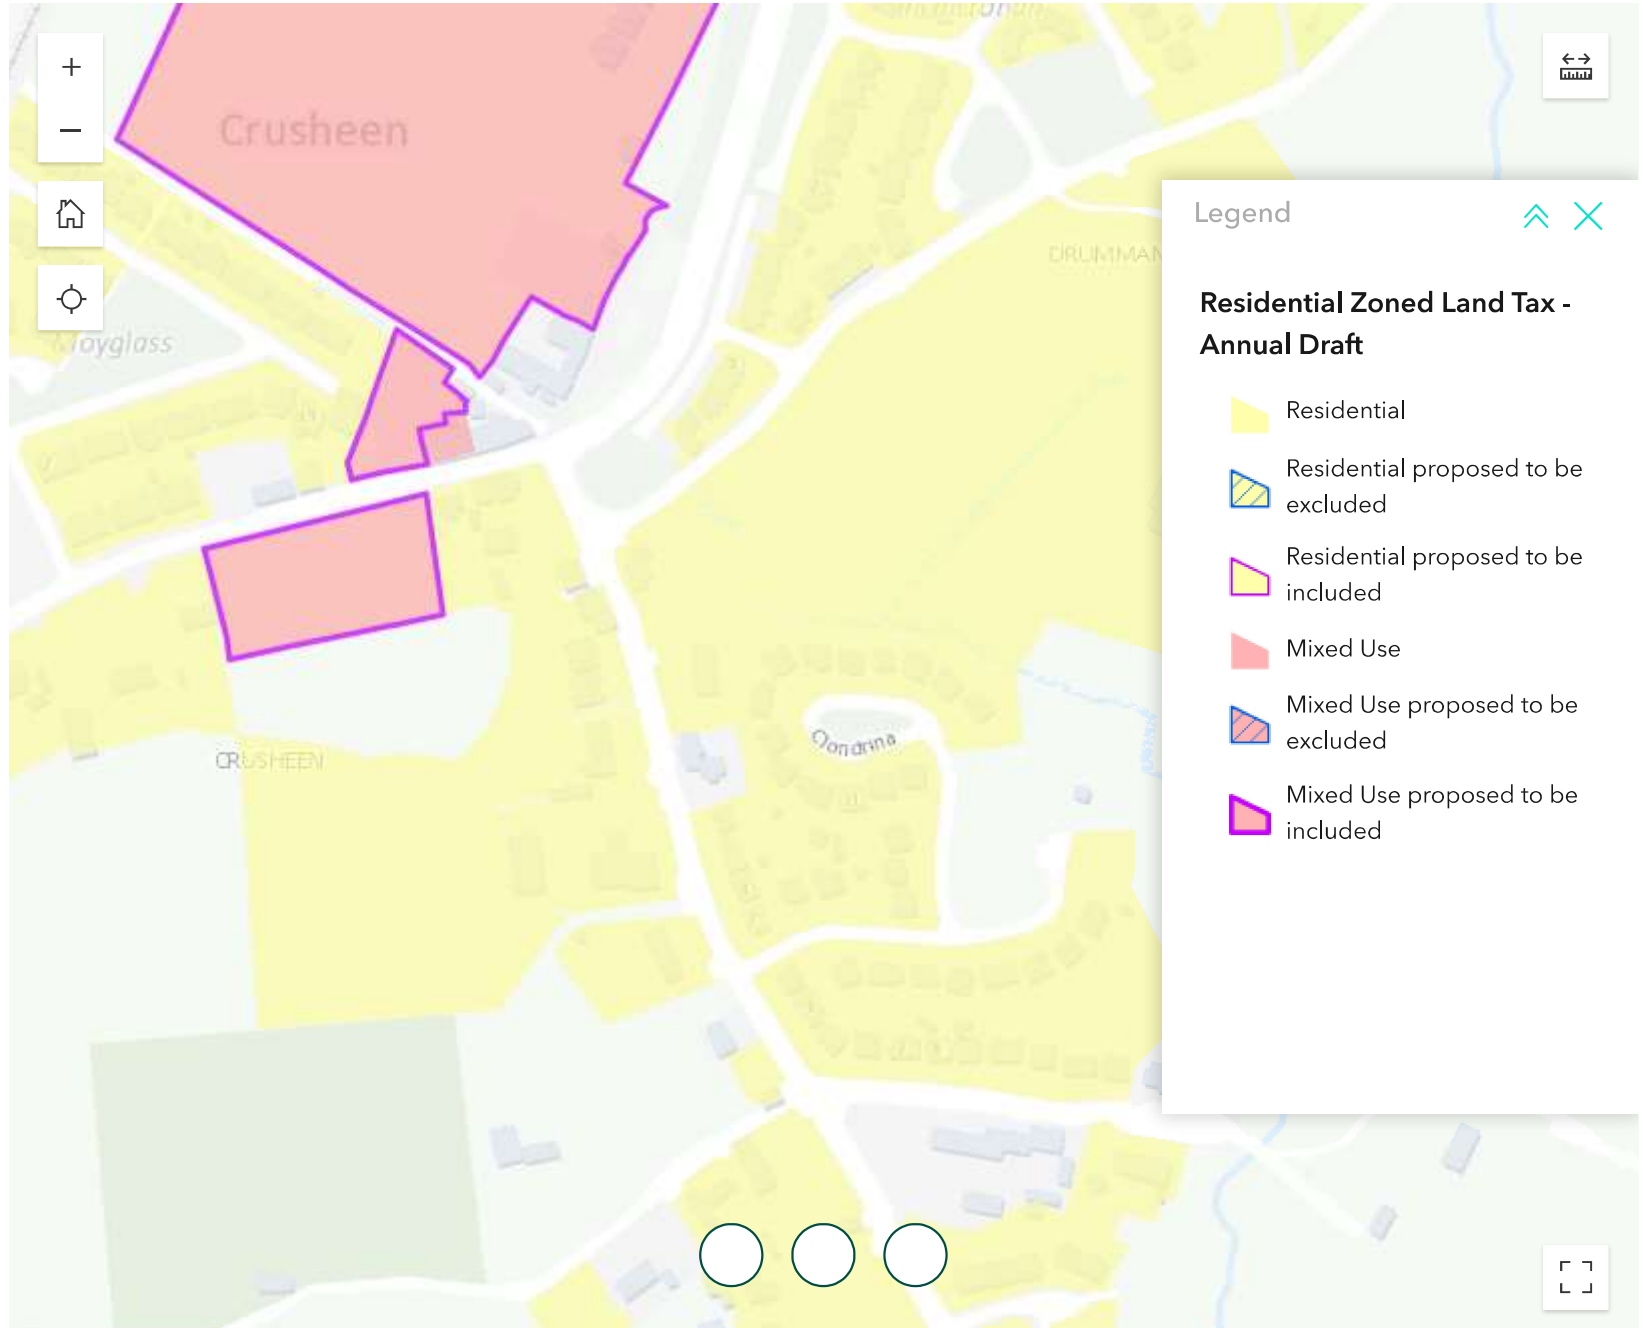 Crusheen
Legend
DRUMMAN
Residential Zoned Land Tax -
Annual Draft
Moyglass
Residential
Residential proposed to be
excluded
Residential proposed to be
included
Mixed Use
Mixed Use proposed to be
excluded
Clondrina
CRUSHEEN
Mixed Use proposed to be
included